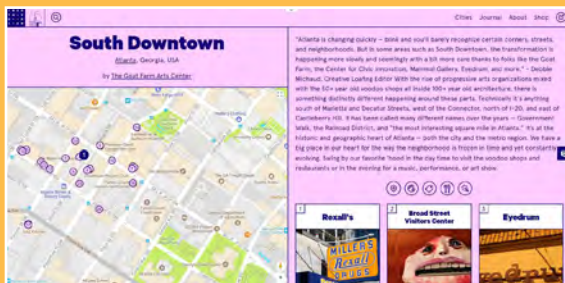 Cities Journal About Shop
South Downtown
Atlanta, Georgia, USA
by The Goat Farm Arts Center
"Atlanta is changing quickly – blink and you'll barely recognize certain corners, streets,
and neighborhoods. But in some areas such as South Downtown, the transformation is
happening more slowly and seemingly with a bit more care thanks to folks like the Goat
Farm, the Center for Civic Innovation, Mammal Gallery, Eyedrum, and more." – Debbie
Michaud, Creative Loafing Editor With the rise of progressive arts organizations mixed
with the 50+ year old voodoo shops all inside 100+ year old architecture, there is
something distinctly different happening around these parts. Technically it's anything
south of Marietta and Decatur Streets, west of the Connector, north of I-20, and east of
Castleberry Hill. It has been called many different names over the years – Government
Walk, the Railroad District, and "the most interesting square mile in Atlanta." It's all the
historic and geographic heart of Atlanta – both the city and the metro region. We have a
big place in our heart for the way the neighborhood is frozen in time and yet constantly
evolving. Swing by our favorite 'hood in the day time to visit the voodoo shops and
restaurants or in the evening for a music, performance, or art show.
1
Rexall's
2
Broad Street
Visitors Center
3
Eyedrum
MILLER'S
Rexall
DRUGS